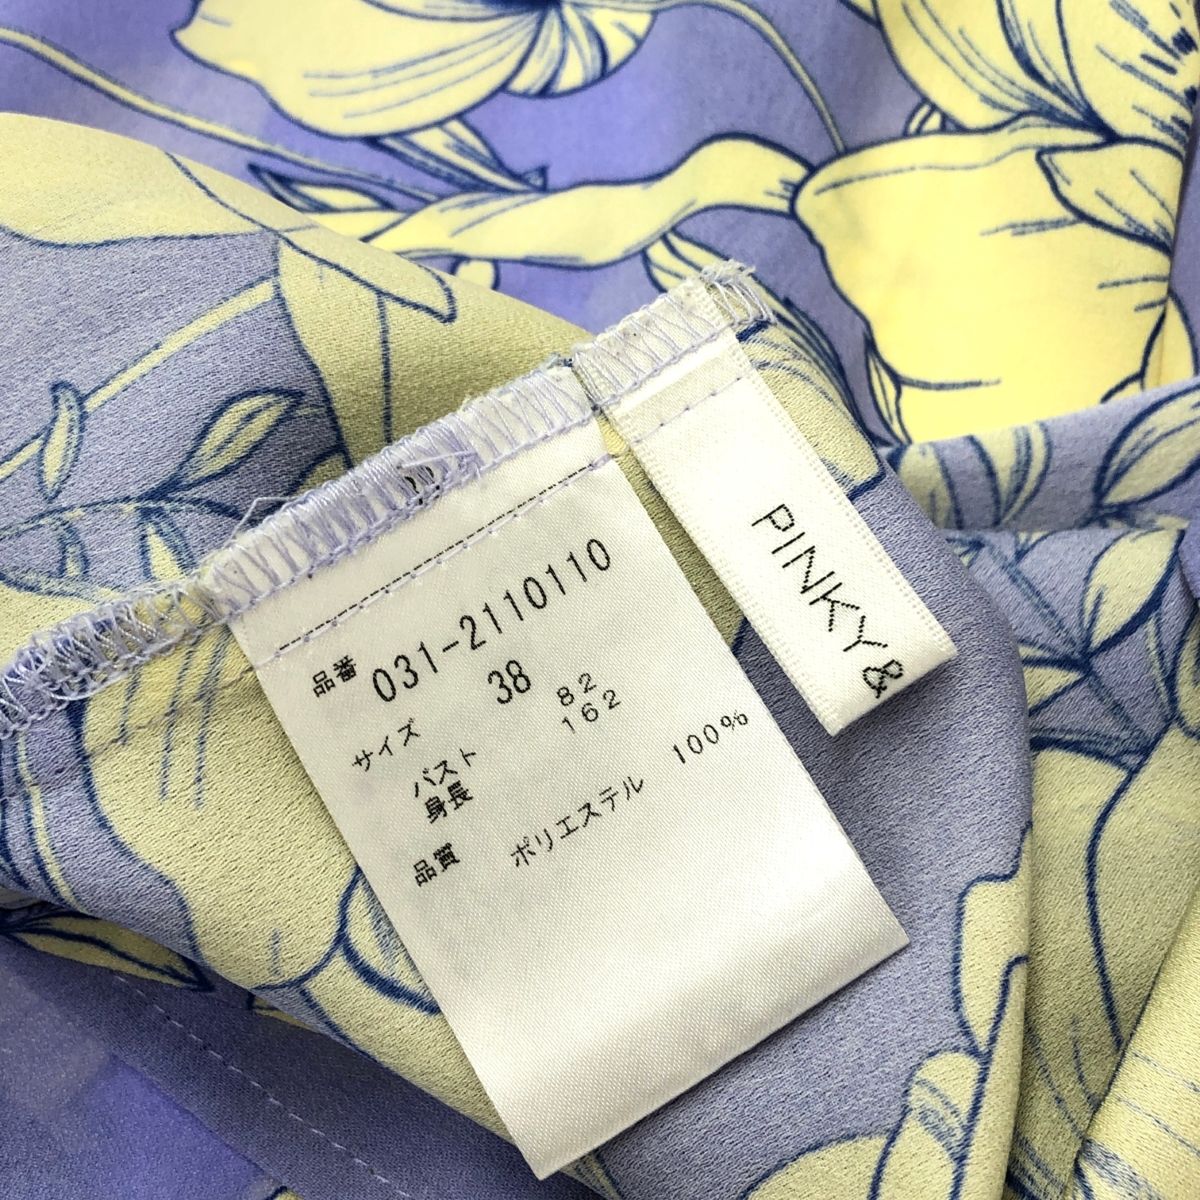 品番 031-2110110
サイズ 38
バスト 82
身長 162
品質 ポリエステル 100%
PINKY&